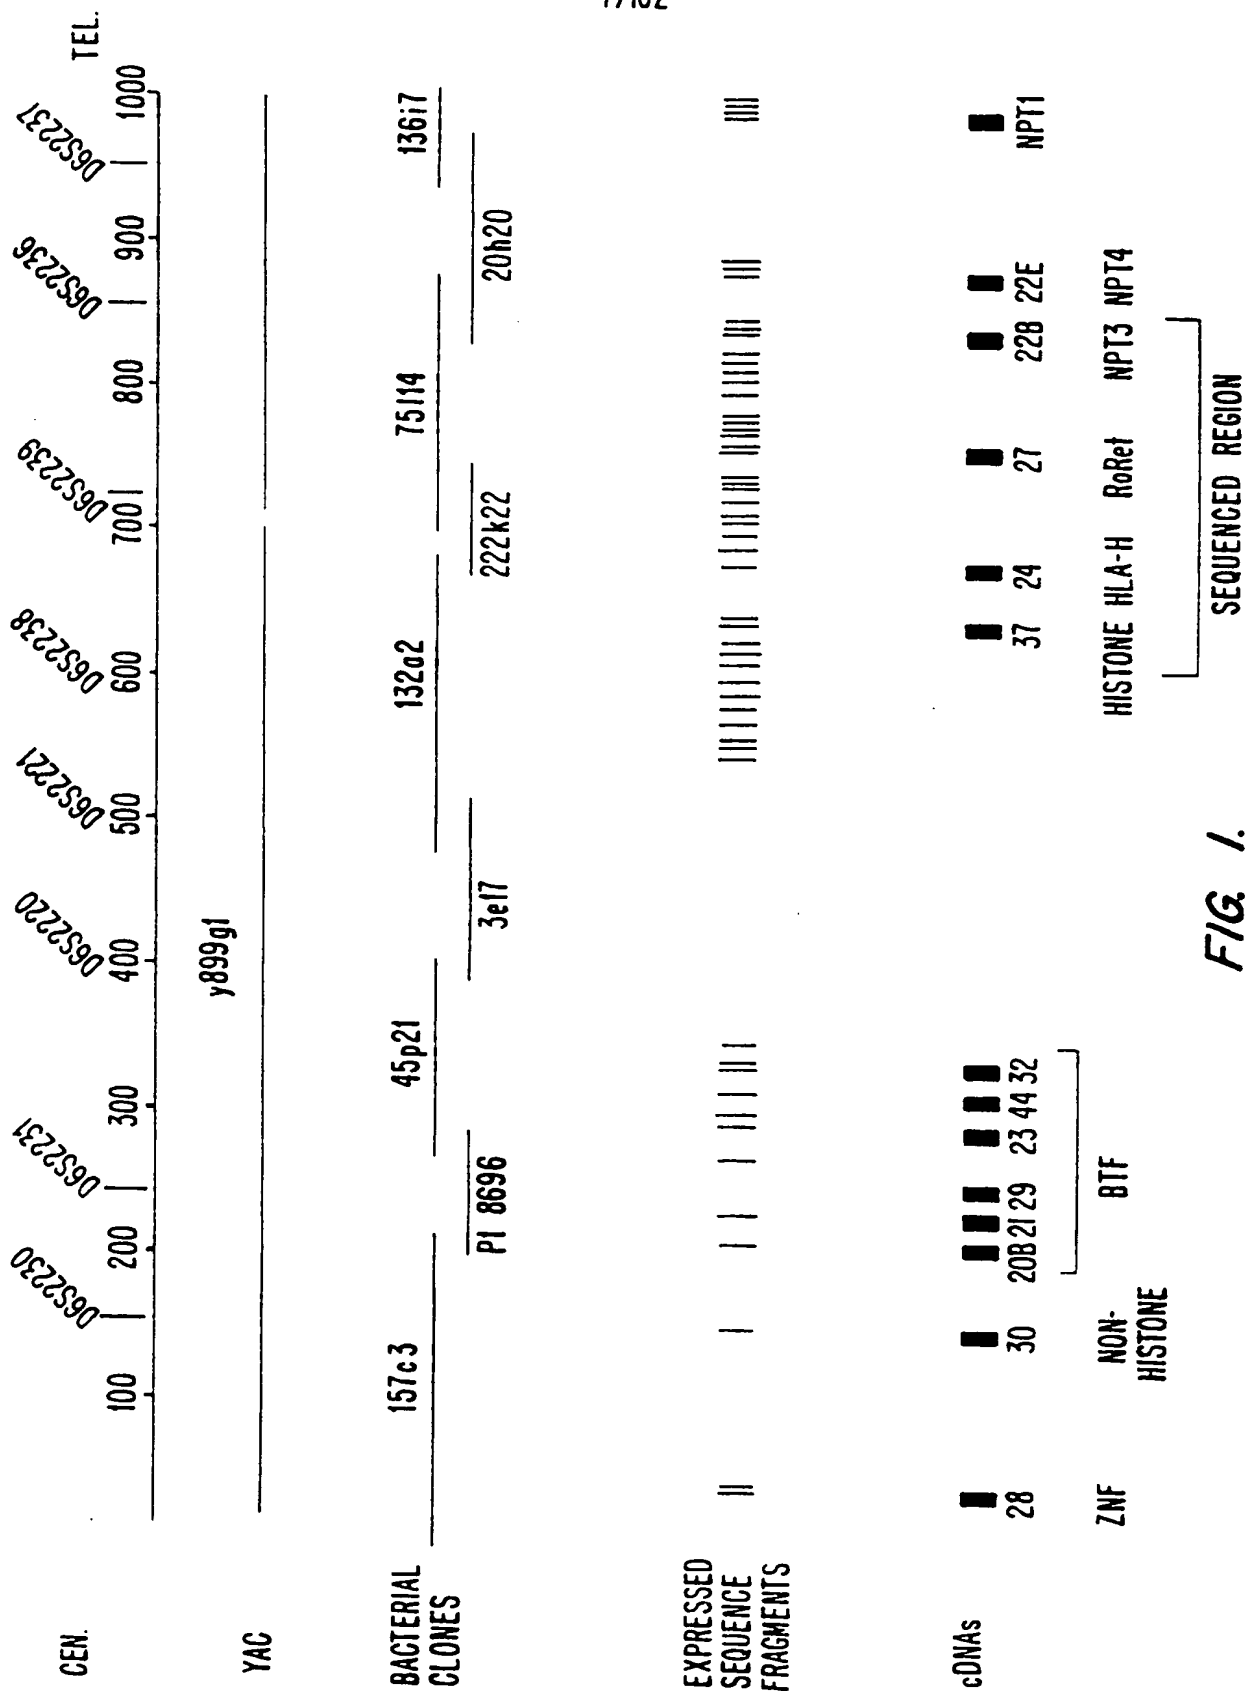 CEN. D6S2230 D6S2231 D6S2220 D6S2221 D6S2238 D6S2239 D6S2236 D6S2237 TEL.
100 200 300 400 500 600 700 800 900 1000
YAC
y899g1
BACTERIAL
CLONES
157c3 45p21 132a2 75l14 136i7
P1 8696 3e17 222k22 20h20
EXPRESSED
SEQUENCE
FRAGMENTS
cDNAs
28 30 20B 21 29 23 44 32 37 24 27 22B 22E NPT1
ZNF NON-
HISTONE
BTF
HISTONE HLA-H RoRet NPT3 NPT4
SEQUENCED REGION
FIG. 1.